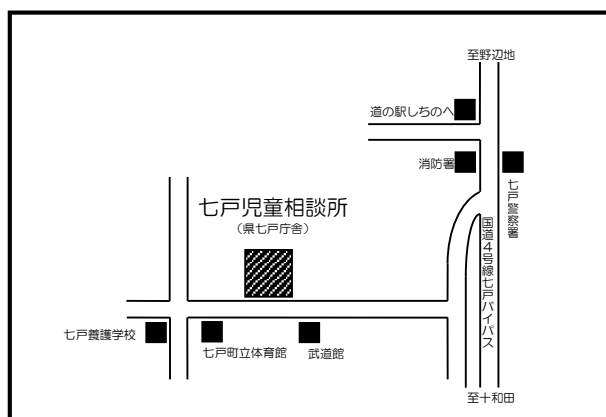 至野辺地
道の駅しちのへ
消防署
七戸警察署
七戸児童相談所
（県七戸庁舎）
国道４号線七戸バイパス
七戸養護学校
七戸町立体育館
武道館
至十和田